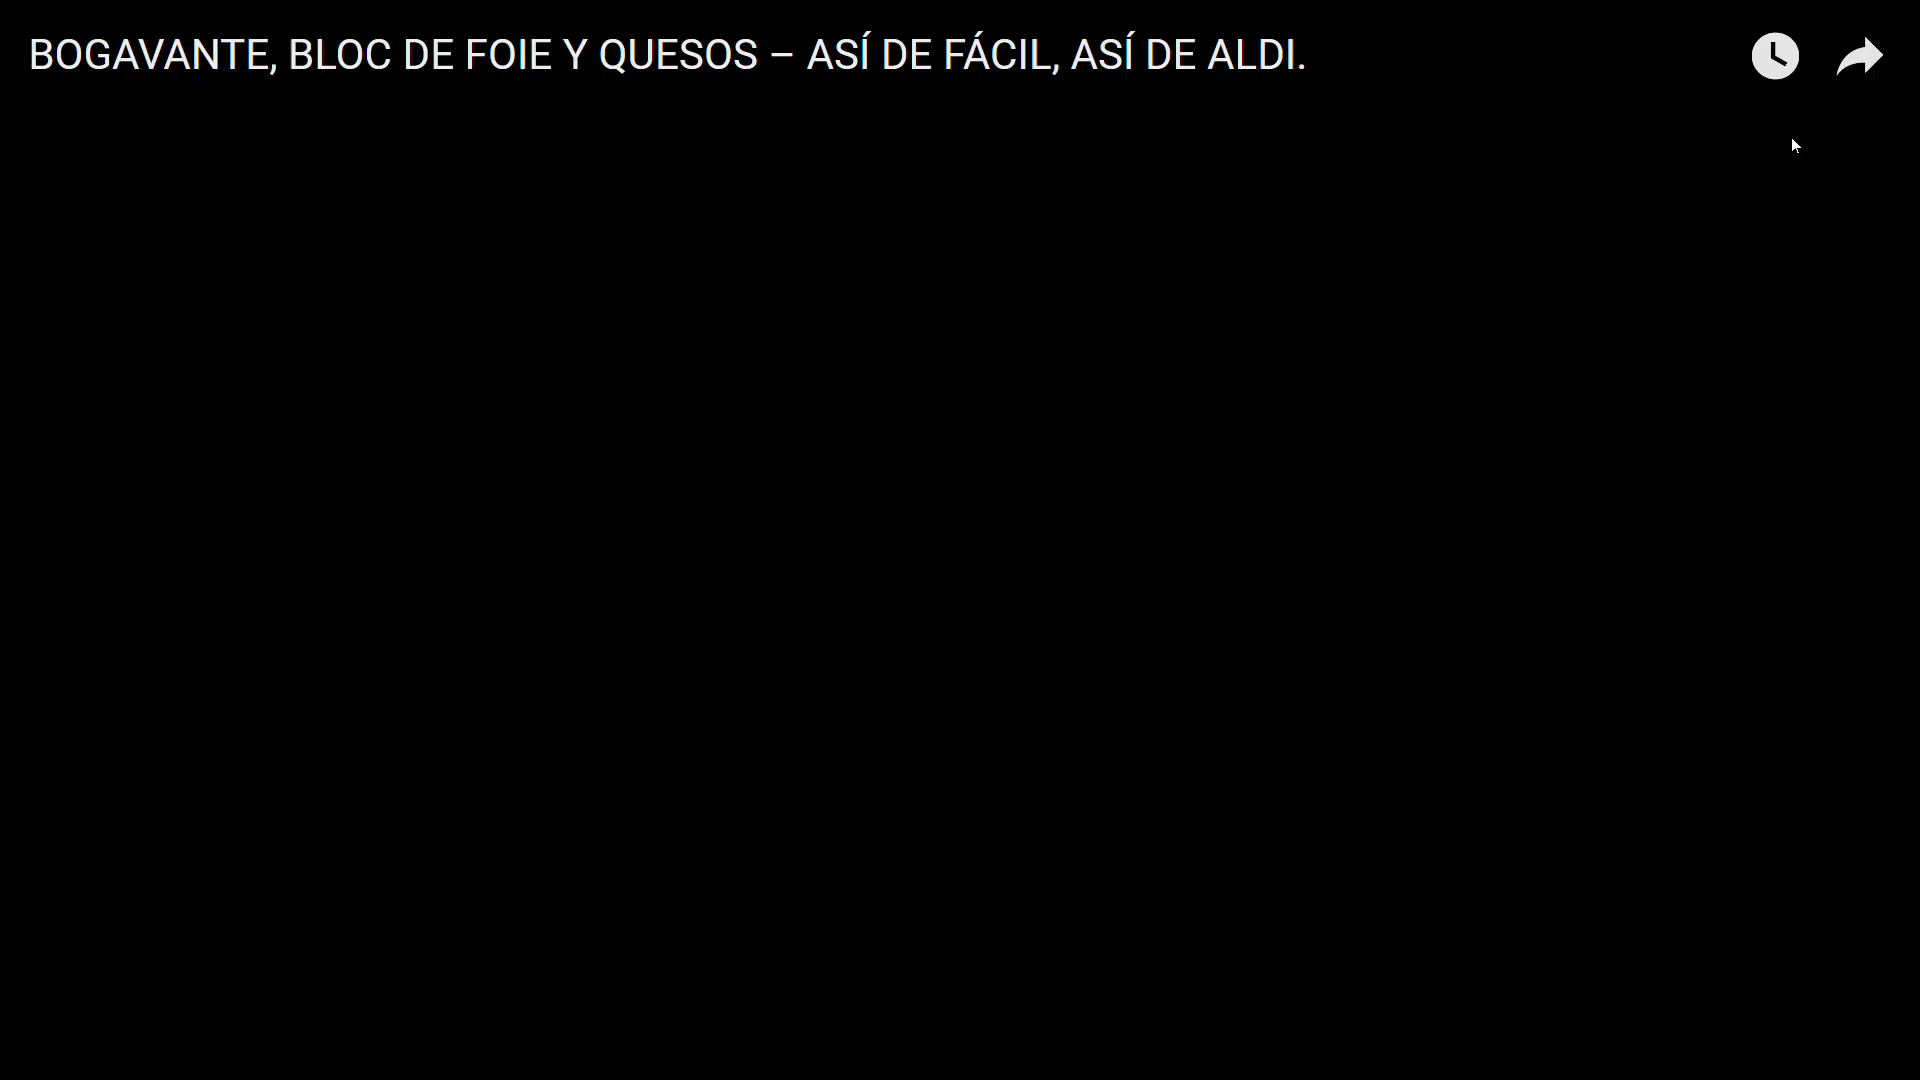 BOGAVANTE, BLOC DE FOIE Y QUESOS – ASÍ DE FÁCIL, ASÍ DE ALDI.